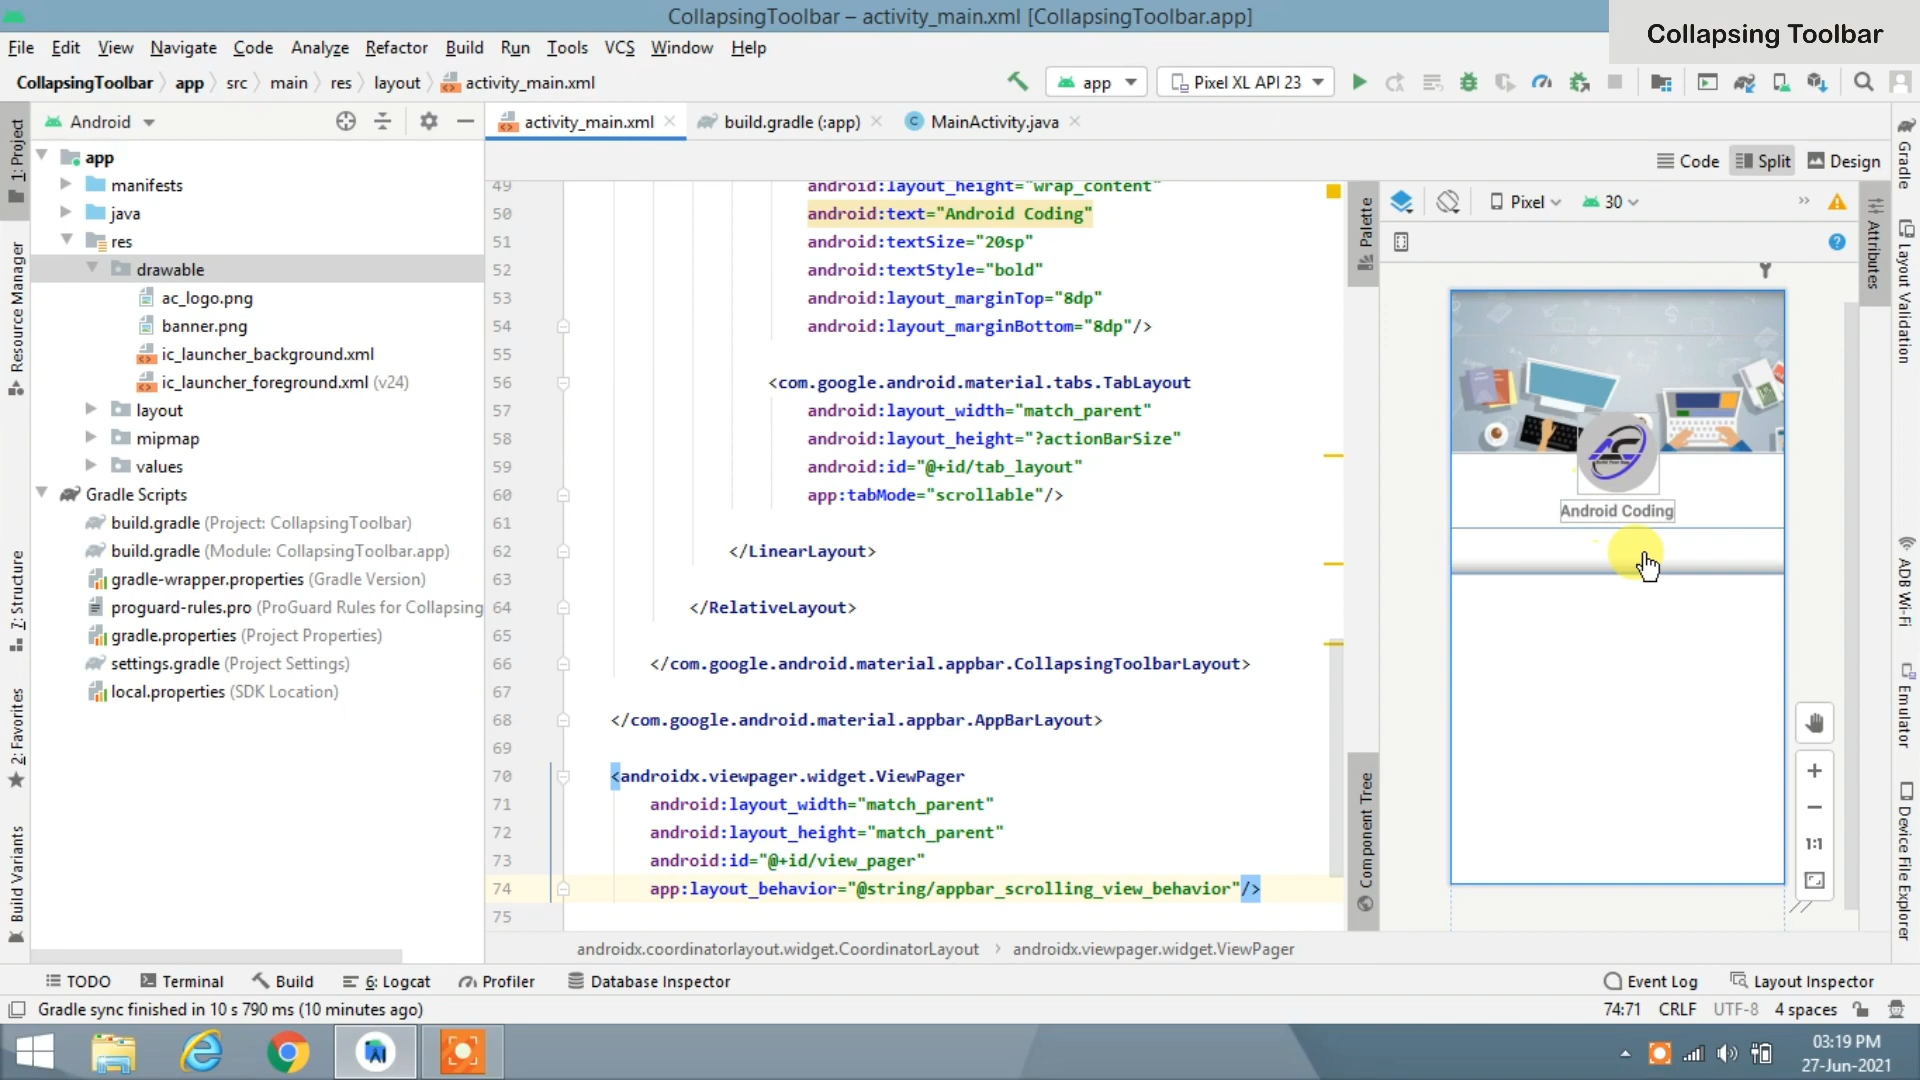 CollapsingToolbar – activity_main.xml [CollapsingToolbar.app]
Collapsing Toolbar
File Edit View Navigate Code Analyze Refactor Build Run Tools VCS Window Help
CollapsingToolbar app src main res layout activity_main.xml
app Pixel XL API 23
Android
activity_main.xml build.gradle (:app) MainActivity.java
Code Split Design
1: Project
Resource Manager
7: Structure
2: Favorites
Build Variants
app
manifests
java
res
drawable
ac_logo.png
banner.png
ic_launcher_background.xml
ic_launcher_foreground.xml (v24)
layout
mipmap
values
Gradle Scripts
build.gradle (Project: CollapsingToolbar)
build.gradle (Module: CollapsingToolbar.app)
gradle-wrapper.properties (Gradle Version)
proguard-rules.pro (ProGuard Rules for Collapsing
gradle.properties (Project Properties)
settings.gradle (Project Settings)
local.properties (SDK Location)
49 android:layout_height="wrap_content"
50 android:text="Android Coding"
51 android:textSize="20sp"
52 android:textStyle="bold"
53 android:layout_marginTop="8dp"
54 android:layout_marginBottom="8dp"/>
55
56 <com.google.android.material.tabs.TabLayout
57 android:layout_width="match_parent"
58 android:layout_height="?actionBarSize"
59 android:id="@+id/tab_layout"
60 app:tabMode="scrollable"/>
61
62 </LinearLayout>
63
64 </RelativeLayout>
65
66 </com.google.android.material.appbar.CollapsingToolbarLayout>
67
68 </com.google.android.material.appbar.AppBarLayout>
69
70 <androidx.viewpager.widget.ViewPager
71 android:layout_width="match_parent"
72 android:layout_height="match_parent"
73 android:id="@+id/view_pager"
74 app:layout_behavior="@string/appbar_scrolling_view_behavior"/>
75
androidx.coordinatorlayout.widget.CoordinatorLayout androidx.viewpager.widget.ViewPager
Palette
Component Tree
Pixel 30
Android Coding
1:1
Attributes
Gradle
Layout Validation
ADB Wi-Fi
Emulator
Device File Explorer
TODO Terminal Build 6: Logcat Profiler Database Inspector Event Log Layout Inspector
Gradle sync finished in 10 s 790 ms (10 minutes ago) 74:71 CRLF UTF-8 4 spaces
03:19 PM
27-Jun-2021